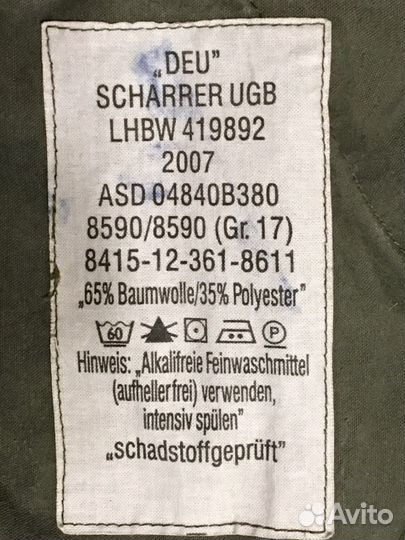 „DEU"
SCHARRER UGB
LHBW 419892
2007
ASD 04840B380
8590/8590 (Gr. 17)
8415-12-361-8611
„65% Baumwolle/35% Polyester"
60 P
Hinweis: „Alkalifreie Feinwaschmittel
(aufhellerfrei) verwenden,
intensiv spülen"
„schadstoffgeprüft"
Avito